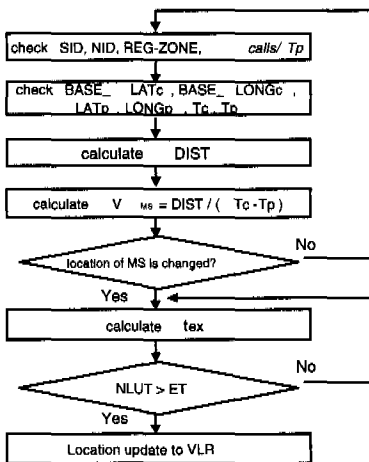 check SID, NID, REG-ZONE, calls/ Tp
check BASE_ LATc , BASE_ LONGc ,
LATp , LONGp , Tc , Tp
calculate DIST
calculate V MS = DIST / ( Tc -Tp )
location of MS is changed?
No
Yes
calculate tex
NLUT > ET
No
Yes
Location update to VLR